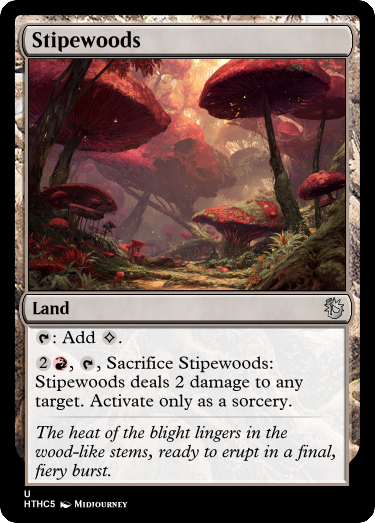 Stipewoods
Land
: Add .
2 , , Sacrifice Stipewoods:
Stipewoods deals 2 damage to any
target. Activate only as a sorcery.
The heat of the blight lingers in the
wood-like stems, ready to erupt in a final,
fiery burst.
U
HTHC5 Midjourney